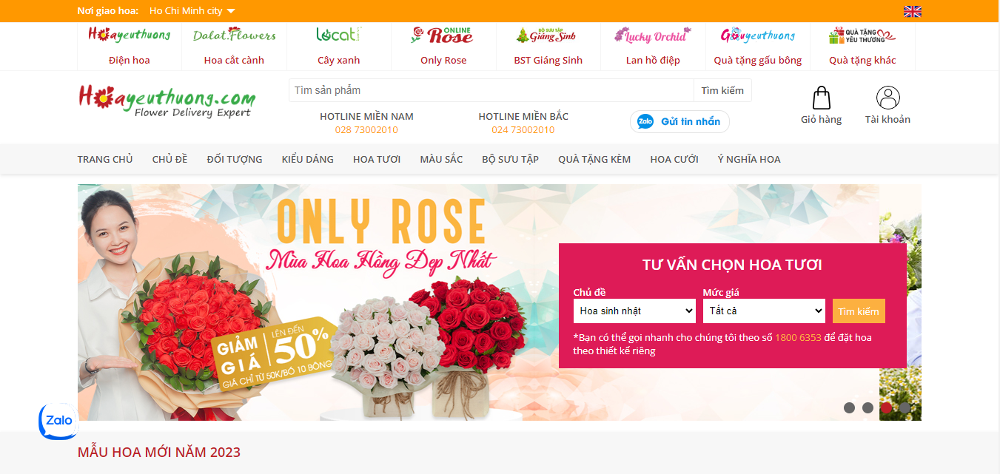 Nơi giao hoa: Ho Chi Minh city
Hoayeuthuong
Dalat.Flowers
Locat
ONLINE
Rose
BỘ SƯU TẬP
Giáng Sinh
Lucky Orchid
Gấuyeuthuong
QUÀ TẶNG
YÊU THƯƠNG
Điện hoa
Hoa cắt cành
Cây xanh
Only Rose
BST Giáng Sinh
Lan hồ điệp
Quà tặng gấu bông
Quà tặng khác
Hoayeuthuong.com
Flower Delivery Expert
Tìm sản phẩm
Tìm kiếm
HOTLINE MIỀN NAM
028 73002010
HOTLINE MIỀN BẮC
024 73002010
Zalo Gửi tin nhắn
Giỏ hàng
Tài khoản
TRANG CHỦ CHỦ ĐỀ ĐỐI TƯỢNG KIỂU DÁNG HOA TƯƠI MÀU SẮC BỘ SƯU TẬP QUÀ TẶNG KÈM HOA CƯỚI Ý NGHĨA HOA
ONLY ROSE
Mùa Hoa Hồng Đẹp Nhất
GIẢM GIÁ
LÊN ĐẾN
50%
GIÁ CHỈ TỪ 50K/BÓ 10 BÔNG
TƯ VẤN CHỌN HOA TƯƠI
Chủ đề
Mức giá
Hoa sinh nhật
Tất cả
Tìm kiếm
*Bạn có thể gọi nhanh cho chúng tôi theo số 1800 6353 để đặt hoa
theo thiết kế riêng
Zalo
MẪU HOA MỚI NĂM 2023